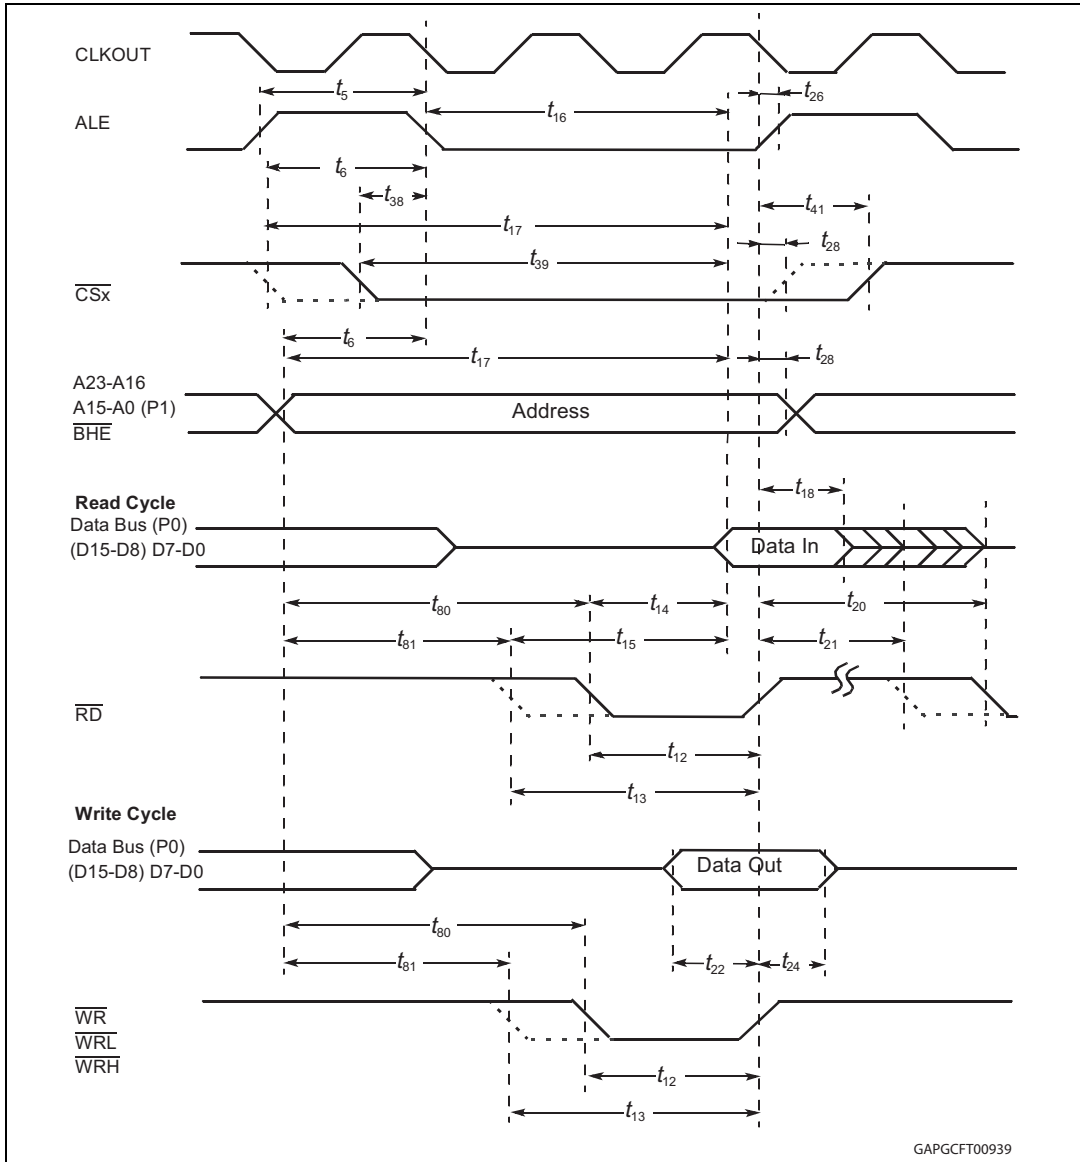 CLKOUT
t5
t26
ALE
t16
t6
t38
t41
t17
t28
t39
CSx
t6
t17
t28
A23-A16
A15-A0 (P1)
Address
BHE
t18
Read Cycle
Data Bus (P0)
(D15-D8) D7-D0
Data In
t80
t14
t20
t81
t15
t21
RD
t12
t13
Write Cycle
Data Bus (P0)
(D15-D8) D7-D0
Data Out
t80
t81
t22
t24
WR
WRL
WRH
t12
t13
GAPGCFT00939